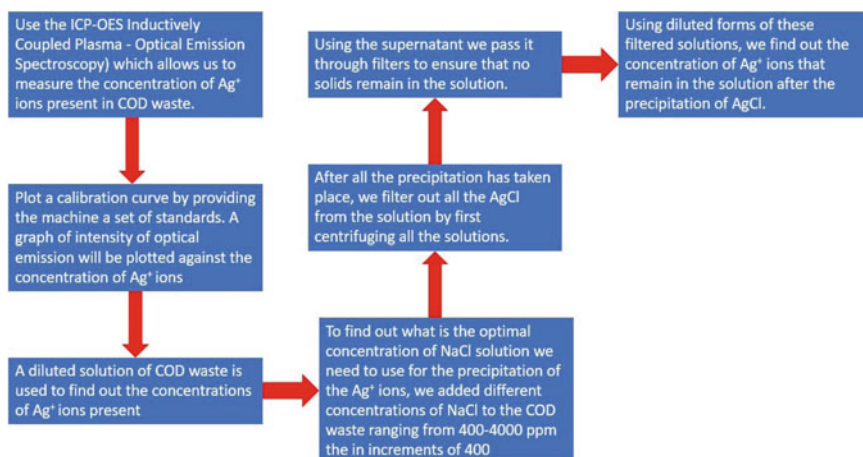 Use the ICP-OES Inductively
Coupled Plasma - Optical Emission
Spectroscopy) which allows us to
measure the concentration of Ag⁺
ions present in COD waste.
Plot a calibration curve by providing
the machine a set of standards. A
graph of intensity of optical
emission will be plotted against the
concentration of Ag⁺ ions
A diluted solution of COD waste is
used to find out the concentrations
of Ag⁺ ions present
To find out what is the optimal
concentration of NaCl solution we
need to use for the precipitation of
the Ag⁺ ions, we added different
concentrations of NaCl to the COD
waste ranging from 400-4000 ppm
the in increments of 400
After all the precipitation has taken
place, we filter out all the AgCl
from the solution by first
centrifuging all the solutions.
Using the supernatant we pass it
through filters to ensure that no
solids remain in the solution.
Using diluted forms of these
filtered solutions, we find out the
concentration of Ag⁺ ions that
remain in the solution after the
precipitation of AgCl.